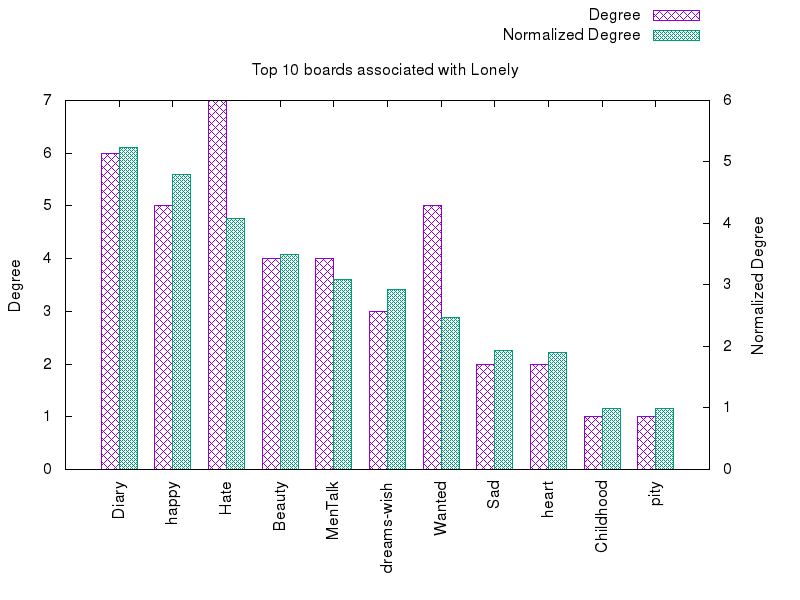 Degree
Normalized Degree
Top 10 boards associated with Lonely
7
6
5
4
3
2
1
0
6
5
4
3
2
1
0
Degree
Normalized Degree
Diary
happy
Hate
Beauty
MenTalk
dreams-wish
Wanted
Sad
heart
Childhood
pity